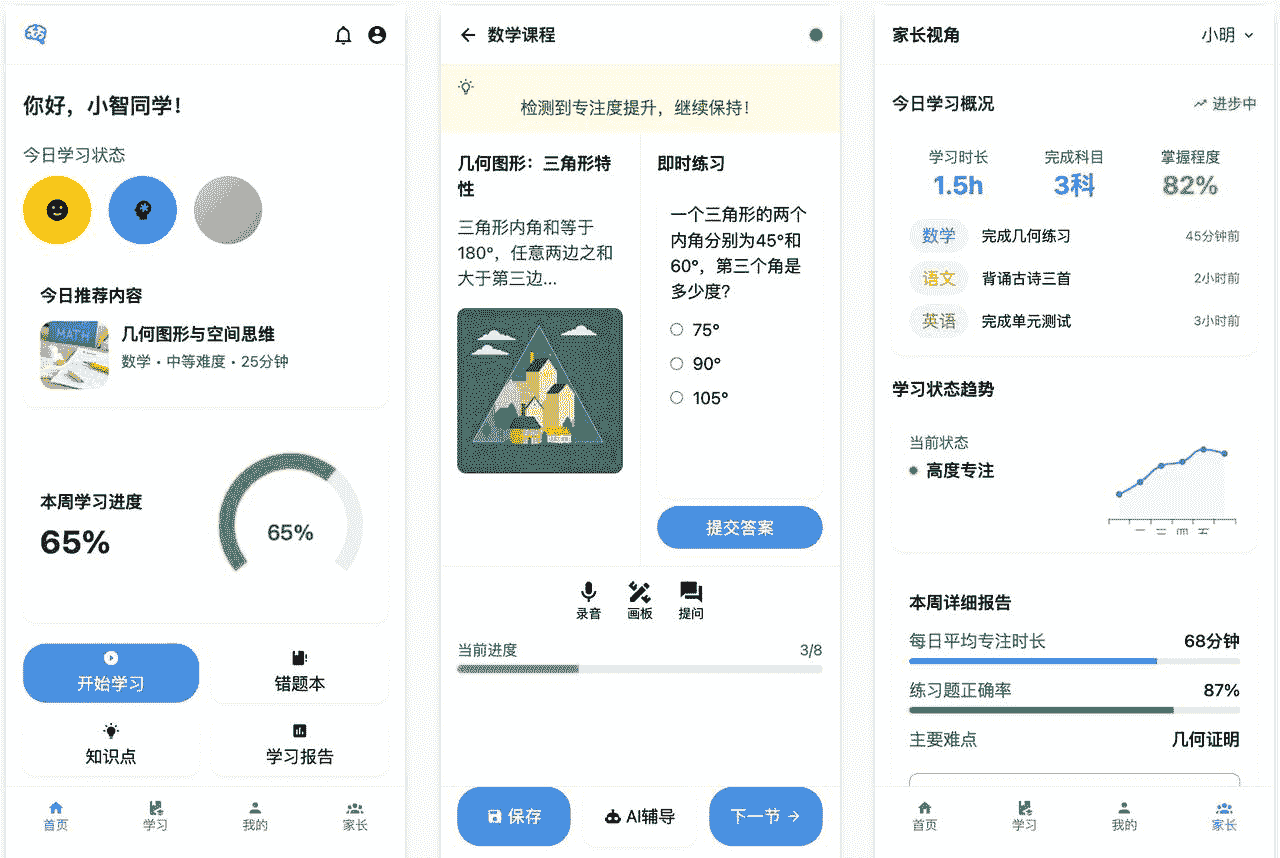 你好，小智同学！
今日学习状态
今日推荐内容
MATH
几何图形与空间思维
数学・中等难度・25分钟
本周学习进度
65%
65%
开始学习
错题本
知识点
学习报告
首页
学习
我的
家长
数学课程
检测到专注度提升，继续保持！
几何图形：三角形特
性
三角形内角和等于
180°，任意两边之和
大于第三边...
即时练习
一个三角形的两个
内角分别为45°和
60°，第三个角是
多少度？
75°
90°
105°
提交答案
录音
画板
提问
当前进度
3/8
保存
AI辅导
下一节
家长视角
小明
今日学习概况
进步中
学习时长
完成科目
掌握程度
1.5h
3科
82%
数学 完成几何练习 45分钟前
语文 背诵古诗三首 2小时前
英语 完成单元测试 3小时前
学习状态趋势
当前状态
高度专注
一 三 四 五
本周详细报告
每日平均专注时长 68分钟
练习题正确率 87%
主要难点 几何证明
首页
学习
我的
家长